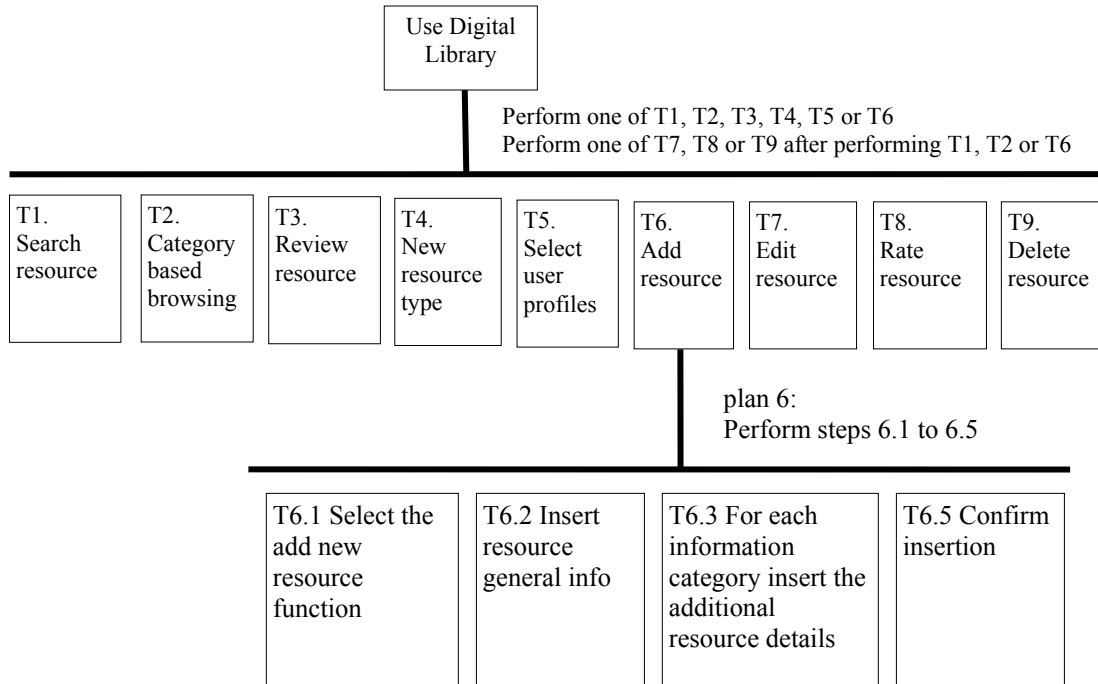 Use Digital
Library
Perform one of T1, T2, T3, T4, T5 or T6
Perform one of T7, T8 or T9 after performing T1, T2 or T6
T1.
Search
resource
T2.
Category
based
browsing
T3.
Review
resource
T4.
New
resource
type
T5.
Select
user
profiles
T6.
Add
resource
T7.
Edit
resource
T8.
Rate
resource
T9.
Delete
resource
plan 6:
Perform steps 6.1 to 6.5
T6.1 Select the
add new
resource
function
T6.2 Insert
resource
general info
T6.3 For each
information
category insert the
additional
resource details
T6.5 Confirm
insertion